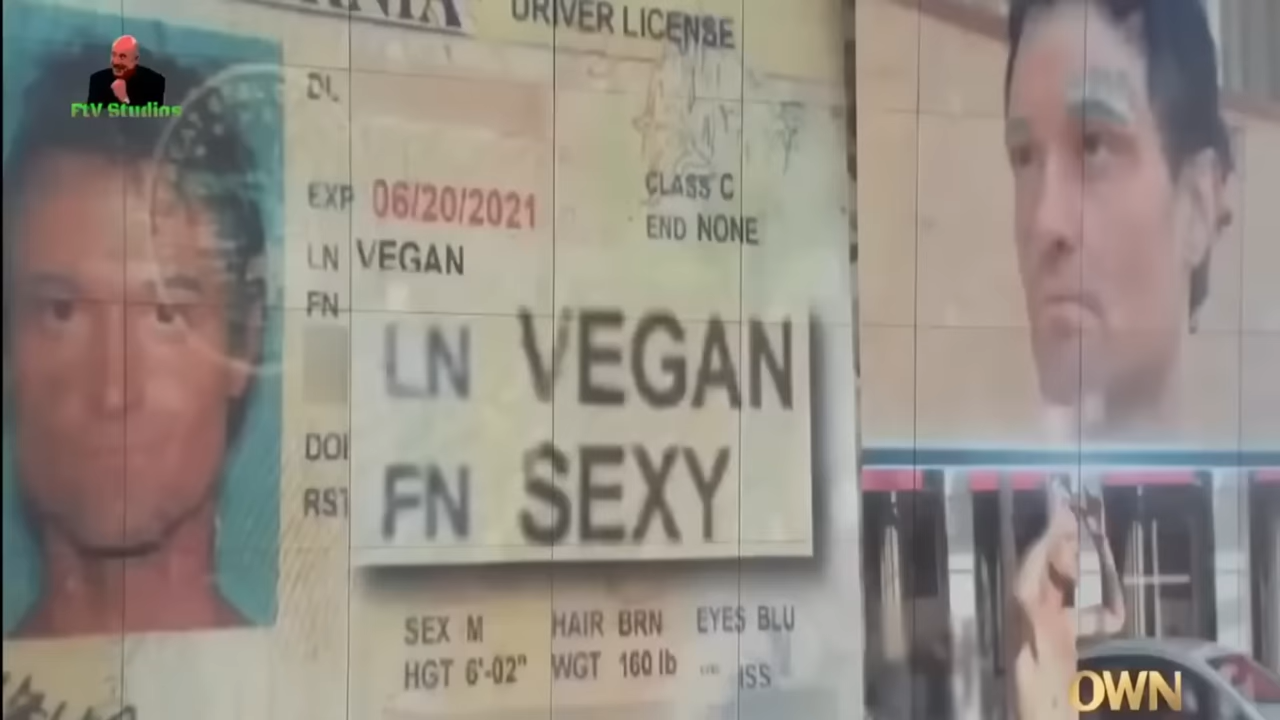 DRIVER LICENSE
FtV Studios
DL
EXP 06/20/2021
CLASS C
END NONE
LN VEGAN
FN
LN VEGAN
FN SEXY
RST
SEX M HAIR BRN EYES BLU
HGT 6'-02" WGT 160 lb ISS
OWN